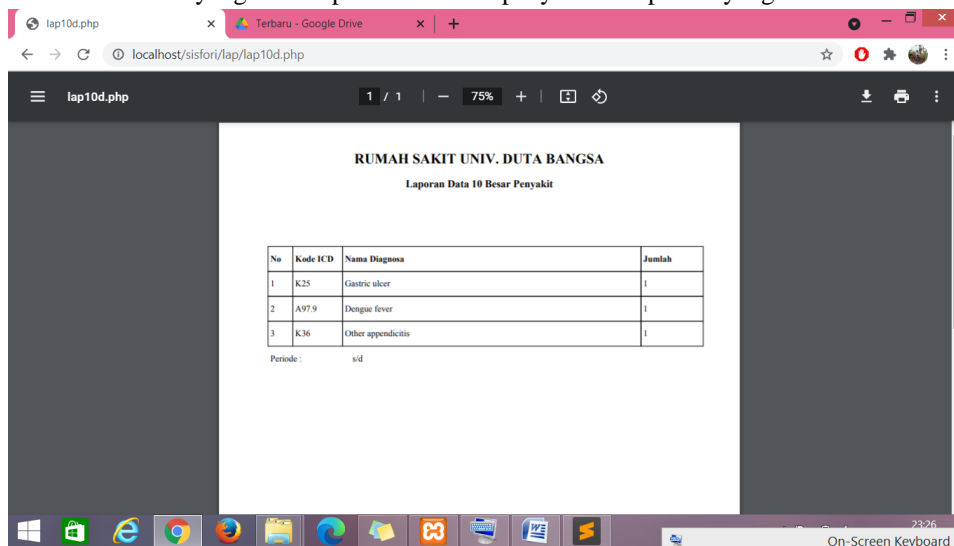 lap10d.php
Terbaru - Google Drive
localhost/sisfori/lap/lap10d.php
lap10d.php
1 / 1
75%
RUMAH SAKIT UNIV. DUTA BANGSA
Laporan Data 10 Besar Penyakit
No Kode ICD Nama Diagnosa Jumlah
1 K25 Gastric ulcer 1
2 A97.9 Dengue fever 1
3 K36 Other appendicitis 1
Periode : s/d
23:26
On-Screen Keyboard